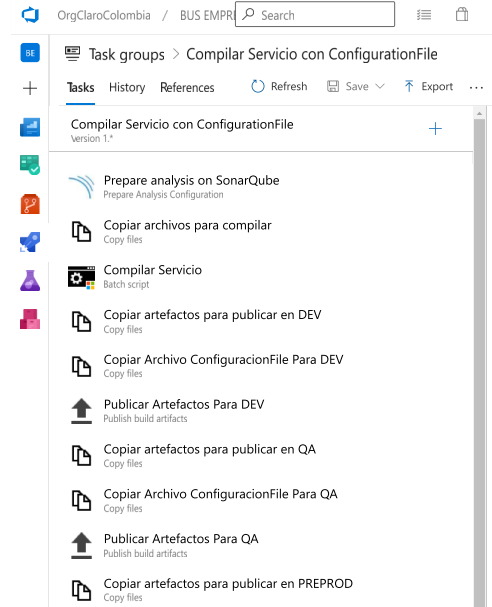 OrgClaroColombia / BUS EMPRI Search
BE
Task groups > Compilar Servicio con ConfigurationFile
Tasks History References Refresh Save Export ...
Compilar Servicio con ConfigurationFile
Version 1.*
Prepare analysis on SonarQube
Prepare Analysis Configuration
Copiar archivos para compilar
Copy files
Compilar Servicio
Batch script
Copiar artefactos para publicar en DEV
Copy files
Copiar Archivo ConfiguracionFile Para DEV
Copy files
Publicar Artefactos Para DEV
Publish build artifacts
Copiar artefactos para publicar en QA
Copy files
Copiar Archivo ConfiguracionFile Para QA
Copy files
Publicar Artefactos Para QA
Publish build artifacts
Copiar artefactos para publicar en PREPROD
Copy files